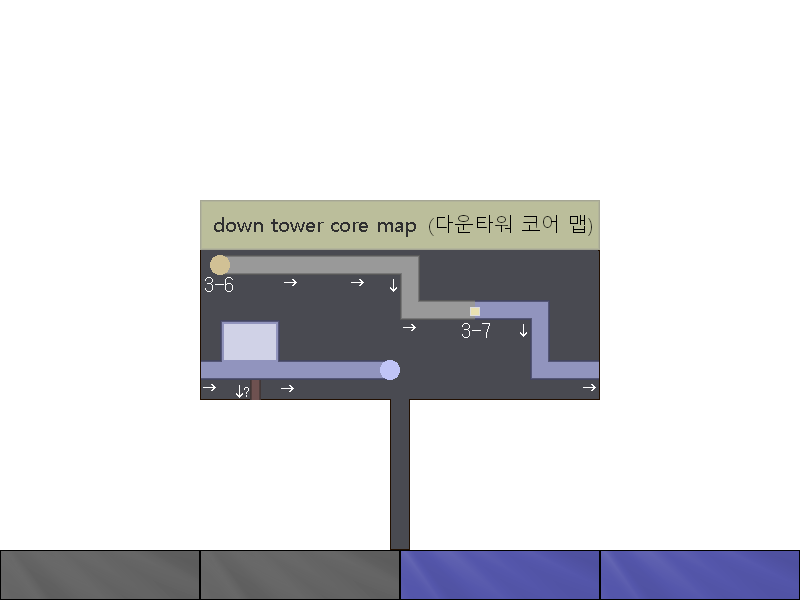 down tower core map (다운타워 코어 맵)
3-6 → → ↓
→ 3-7 ↓
→ ↓? → →